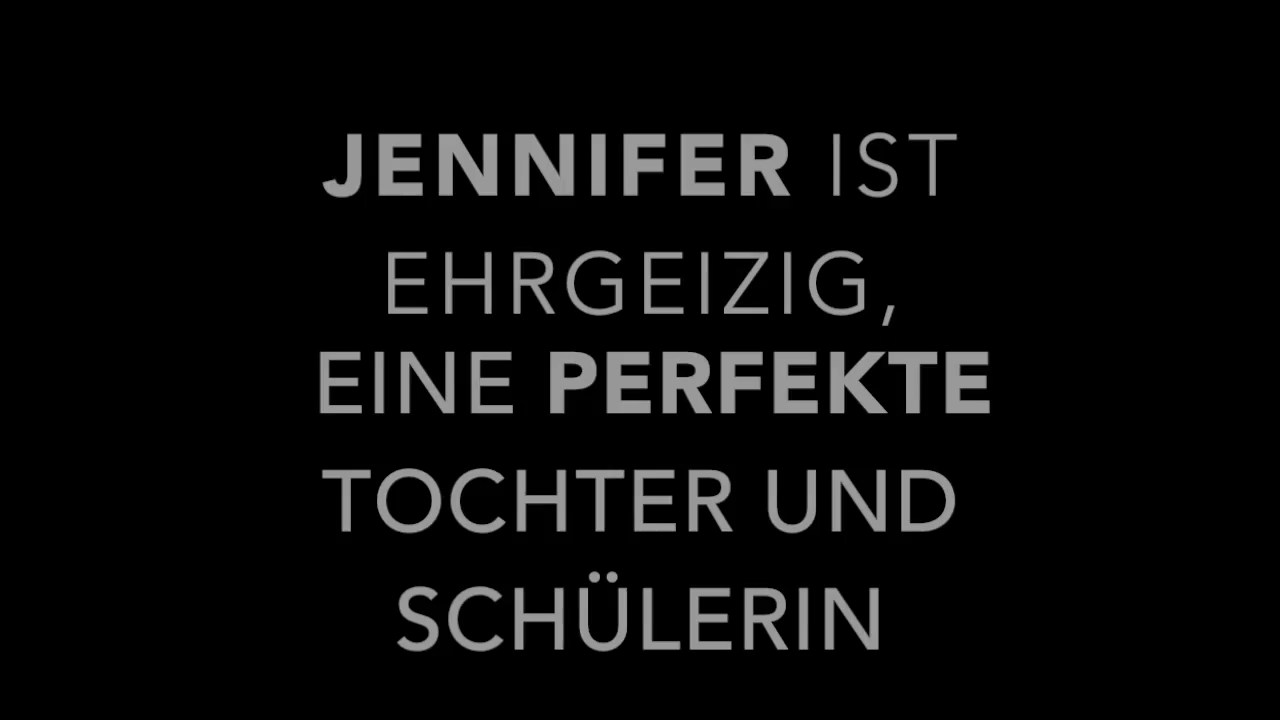 JENNIFER IST
EHRGEIZIG,
EINE PERFEKTE
TOCHTER UND
SCHÜLERIN